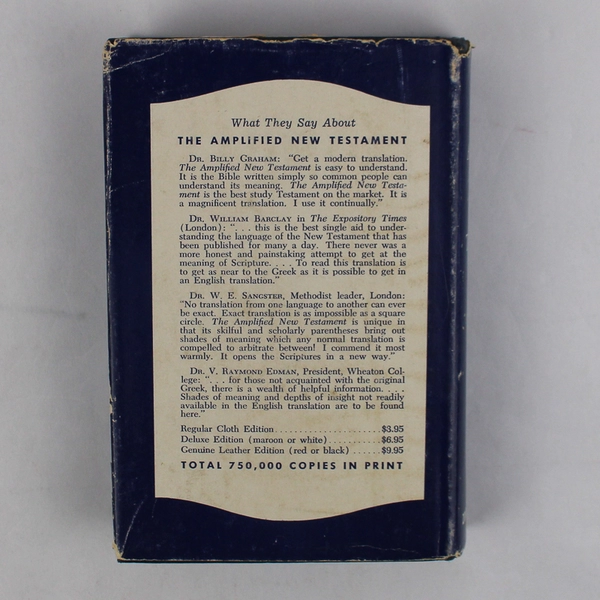 What They Say About
THE AMPLIFIED NEW TESTAMENT
DR. BILLY GRAHAM: "Get a modern translation.
The Amplified New Testament is easy to understand.
It is the Bible written simply so common people can
understand its meaning. The Amplified New Testa-
ment is the best study Testament on the market. It is
a magnificent translation. I use it continually."
DR. WILLIAM BARCLAY in The Expository Times
(London): ". . . this is the best single aid to under-
standing the language of the New Testament that has
been published for many a day. There never was a
more honest and painstaking attempt to get at the
meaning of Scripture. . . . To read this translation is
to get as near to the Greek as it is possible to get in
an English translation."
DR. W. E. SANGSTER, Methodist leader, London:
"No translation from one language to another can ever
be exact. Exact translation is as impossible as a square
circle. The Amplified New Testament is unique in
that its skilful and scholarly parentheses bring out
shades of meaning which any normal translation is
compelled to arbitrate between! I commend it most
warmly. It opens the Scriptures in a new way."
DR. V. RAYMOND EDMAN, President, Wheaton Col-
lege: ". . . for those not acquainted with the original
Greek, there is a wealth of helpful information. . . .
Shades of meaning and depths of insight not readily
available in the English translation are to be found
here."
Regular Cloth Edition.......................$3.95
Deluxe Edition (maroon or white)...........$6.95
Genuine Leather Edition (red or black)......$9.95
TOTAL 750,000 COPIES IN PRINT